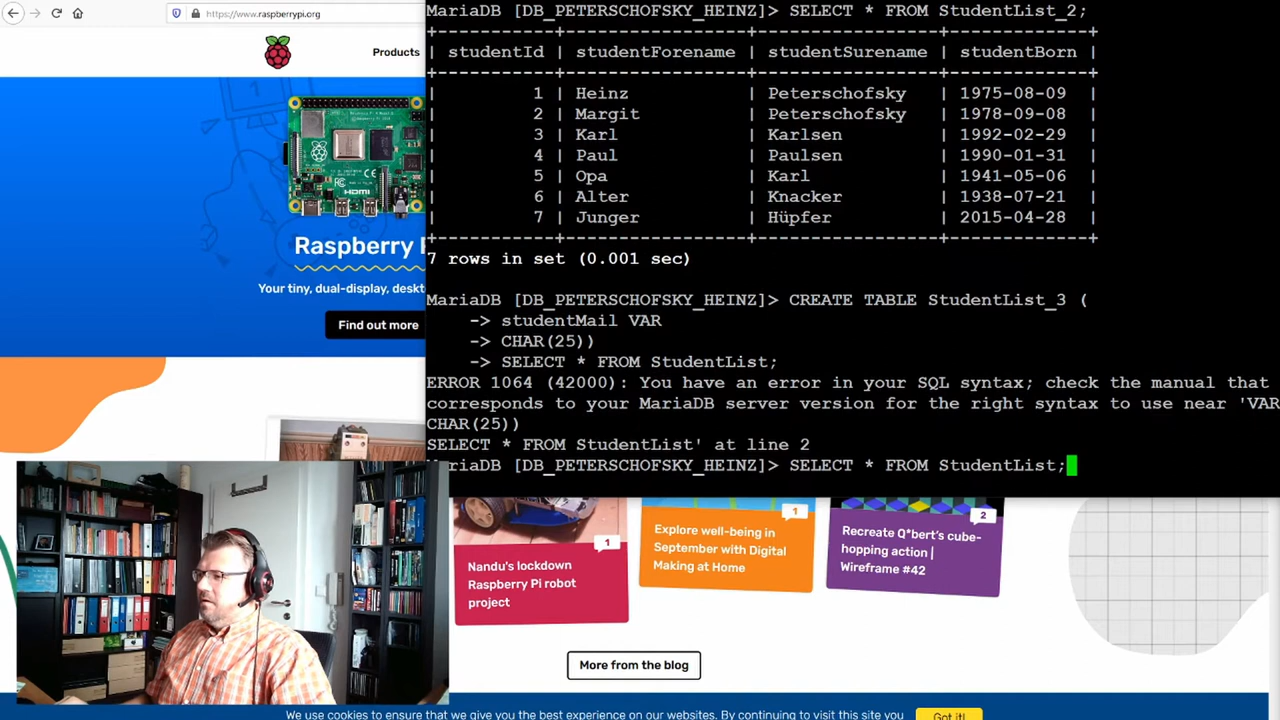 https://www.raspberrypi.org
Products
Raspberry P
Your tiny, dual-display, deskt
Find out more
HDMI
MariaDB [DB_PETERSCHOFSKY_HEINZ]> SELECT * FROM StudentList_2;
+-----------+-----------------+-----------------+-------------+
| studentId | studentForename | studentSurename | studentBorn |
+-----------+-----------------+-----------------+-------------+
| 1 | Heinz | Peterschofsky | 1975-08-09 |
| 2 | Margit | Peterschofsky | 1978-09-08 |
| 3 | Karl | Karlsen | 1992-02-29 |
| 4 | Paul | Paulsen | 1990-01-31 |
| 5 | Opa | Karl | 1941-05-06 |
| 6 | Alter | Knacker | 1938-07-21 |
| 7 | Junger | Hüpfer | 2015-04-28 |
+-----------+-----------------+-----------------+-------------+
7 rows in set (0.001 sec)
MariaDB [DB_PETERSCHOFSKY_HEINZ]> CREATE TABLE StudentList_3 (
-> studentMail VAR
-> CHAR(25))
-> SELECT * FROM StudentList;
ERROR 1064 (42000): You have an error in your SQL syntax; check the manual that
corresponds to your MariaDB server version for the right syntax to use near 'VAR
CHAR(25))
SELECT * FROM StudentList' at line 2
MariaDB [DB_PETERSCHOFSKY_HEINZ]> SELECT * FROM StudentList;
1
Nandu's lockdown
Raspberry Pi robot
project
1
Explore well-being in
September with Digital
Making at Home
2
Recreate Q*bert's cube-
hopping action |
Wireframe #42
More from the blog
We use cookies to ensure that we give you the best experience on our websites. By continuing to visit this site you
Got it!